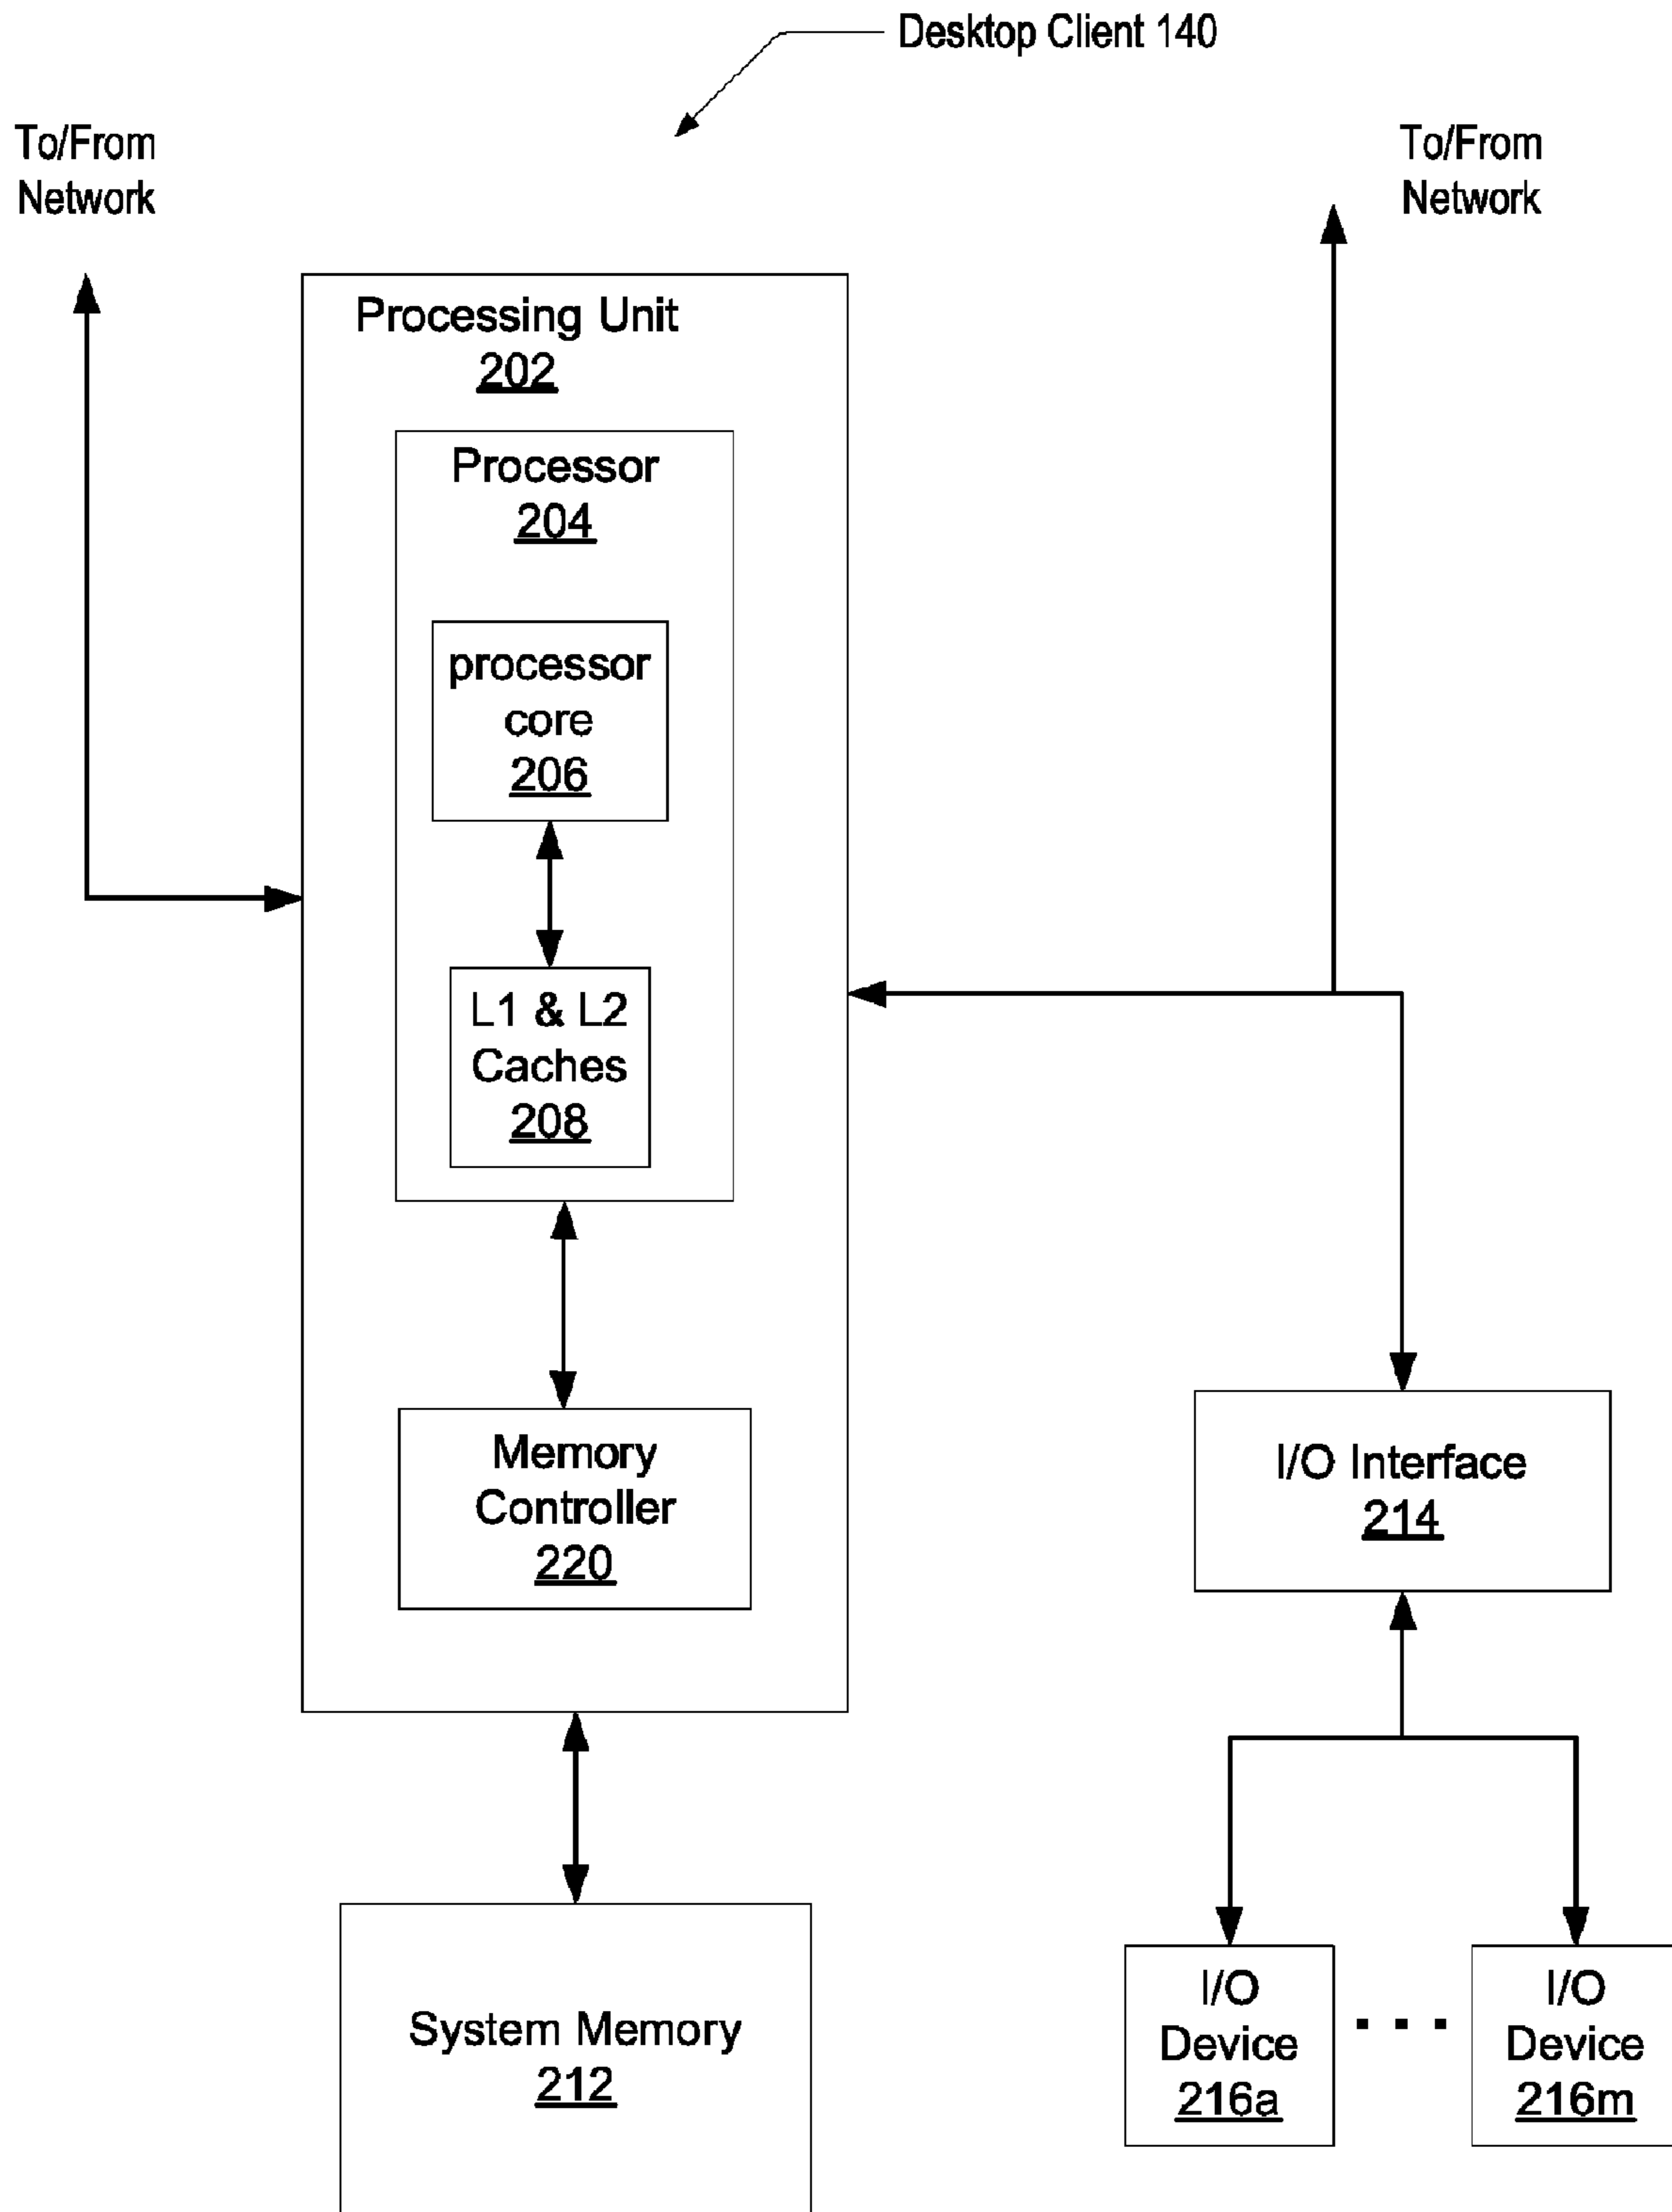 Desktop Client 140
To/From
Network
To/From
Network
Processing Unit
202
Processor
204
processor
core
206
L1 & L2
Caches
208
Memory
Controller
220
I/O Interface
214
System Memory
212
I/O
Device
216a
I/O
Device
216m